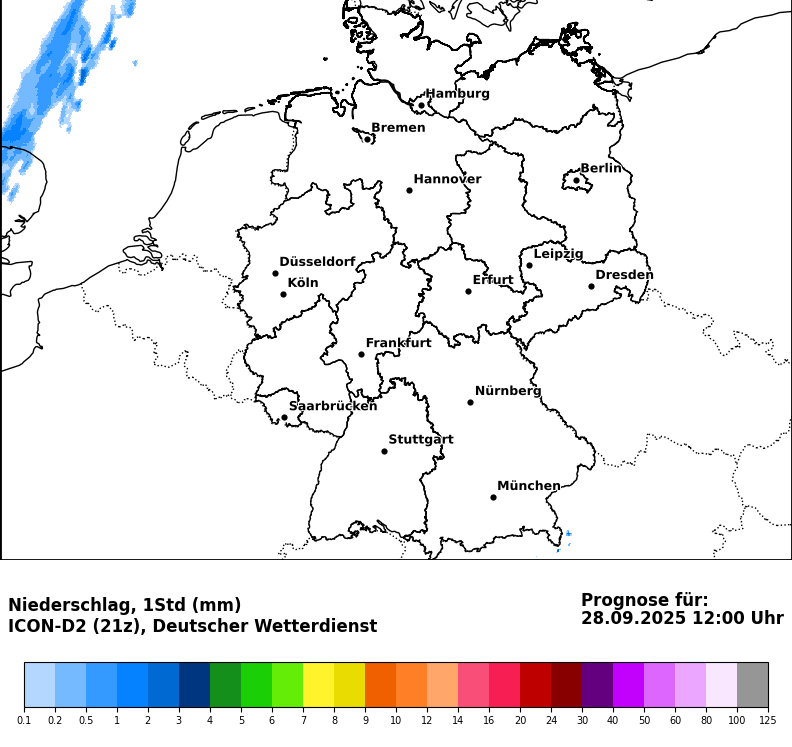 Hamburg
Bremen
Berlin
Hannover
Leipzig
Düsseldorf
Dresden
Köln
Erfurt
Frankfurt
Nürnberg
Saarbrücken
Stuttgart
München
Niederschlag, 1Std (mm)
ICON-D2 (21z), Deutscher Wetterdienst
Prognose für:
28.09.2025 12:00 Uhr
0.1 0.2 0.5 1 2 3 4 5 6 7 8 9 10 12 14 16 20 24 30 40 50 60 80 100 125